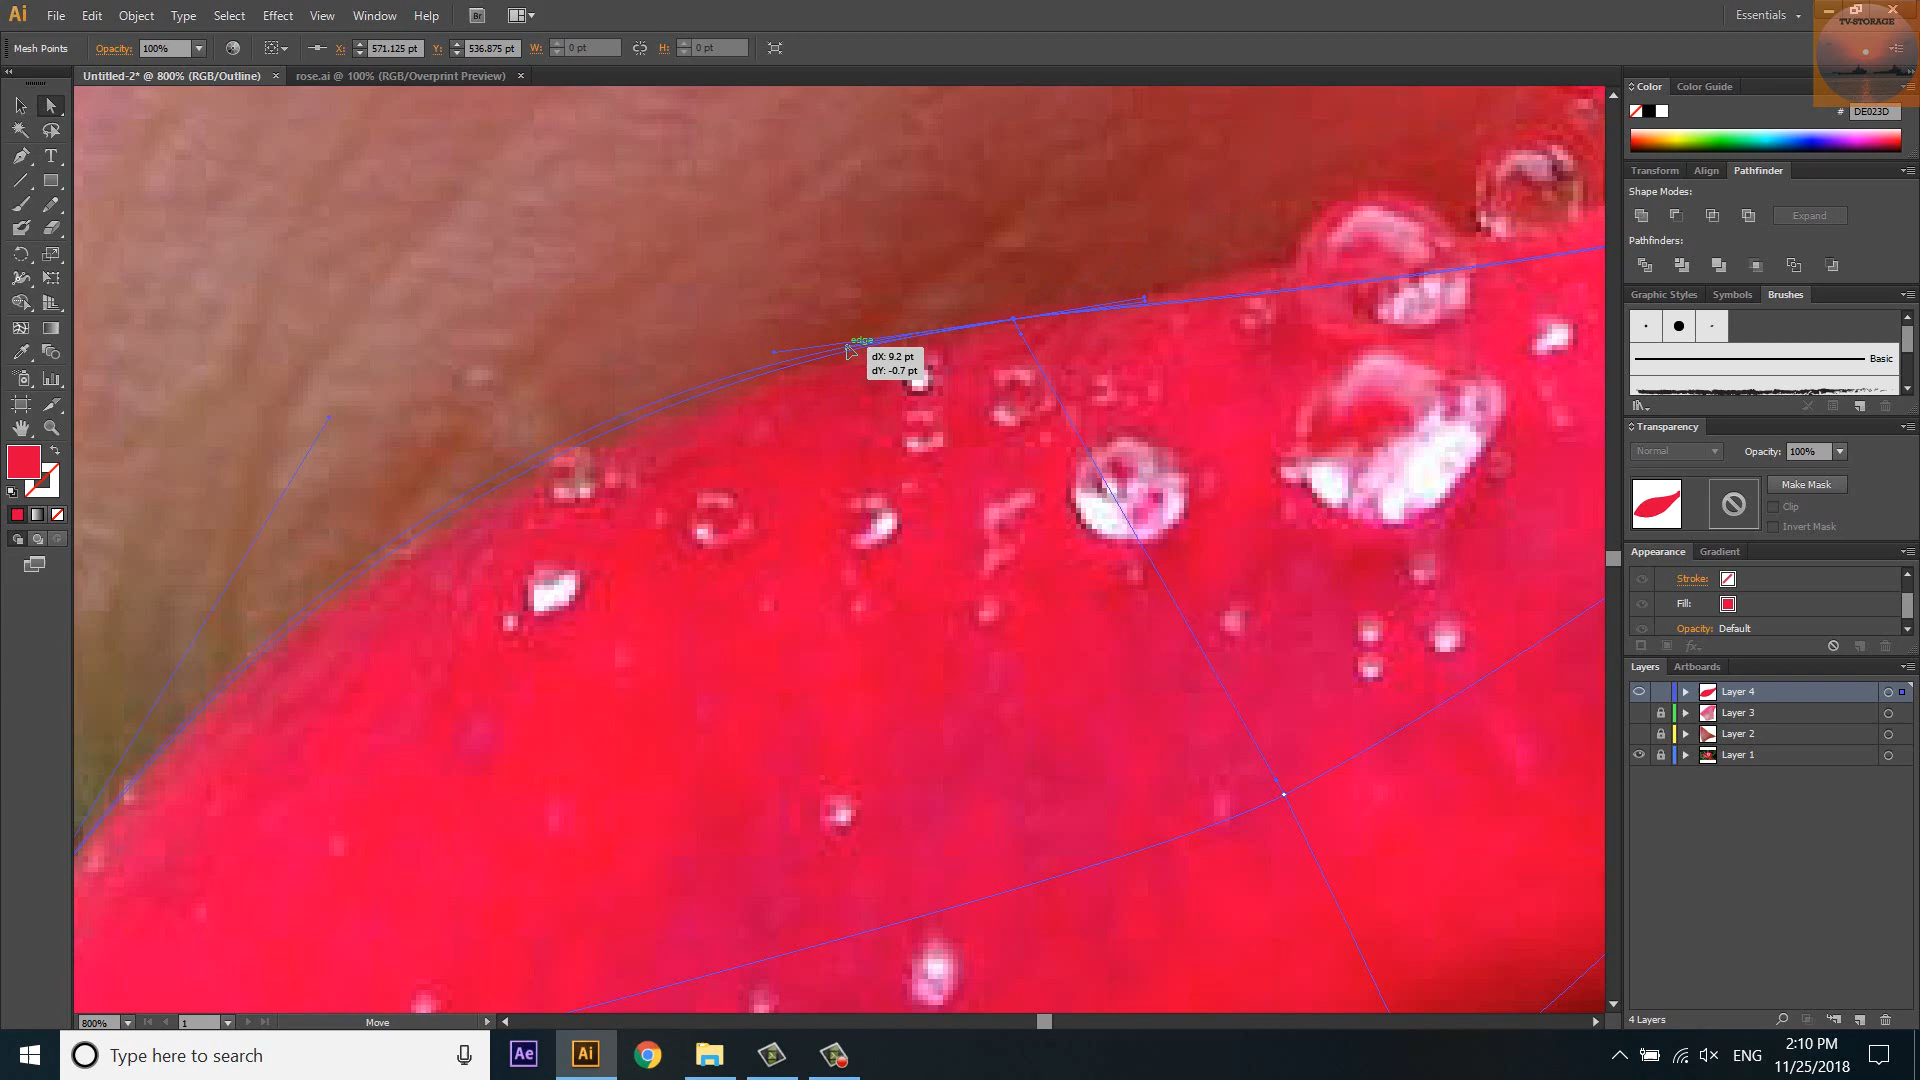 Ai File Edit Object Type Select Effect View Window Help Br Essentials
TV-STORAGE
Mesh Points Opacity: 100% X: 571.125 pt Y: 536.875 pt W: 0 pt H: 0 pt
Untitled-2* @ 800% (RGB/Outline) × rose.ai @ 100% (RGB/Overprint Preview) ×
Color Color Guide
# DE023D
Transform Align Pathfinder
Shape Modes:
Expand
Pathfinders:
Graphic Styles Symbols Brushes
edge
dX: 9.2 pt
dY: -0.7 pt
Basic
Transparency
Normal Opacity: 100%
Make Mask
Clip
Invert Mask
Appearance Gradient
Stroke:
Fill:
Opacity: Default
fx
Layers Artboards
Layer 4
Layer 3
Layer 2
Layer 1
4 Layers
800% 1 Move
Type here to search
Ae Ai
ENG
2:10 PM
11/25/2018